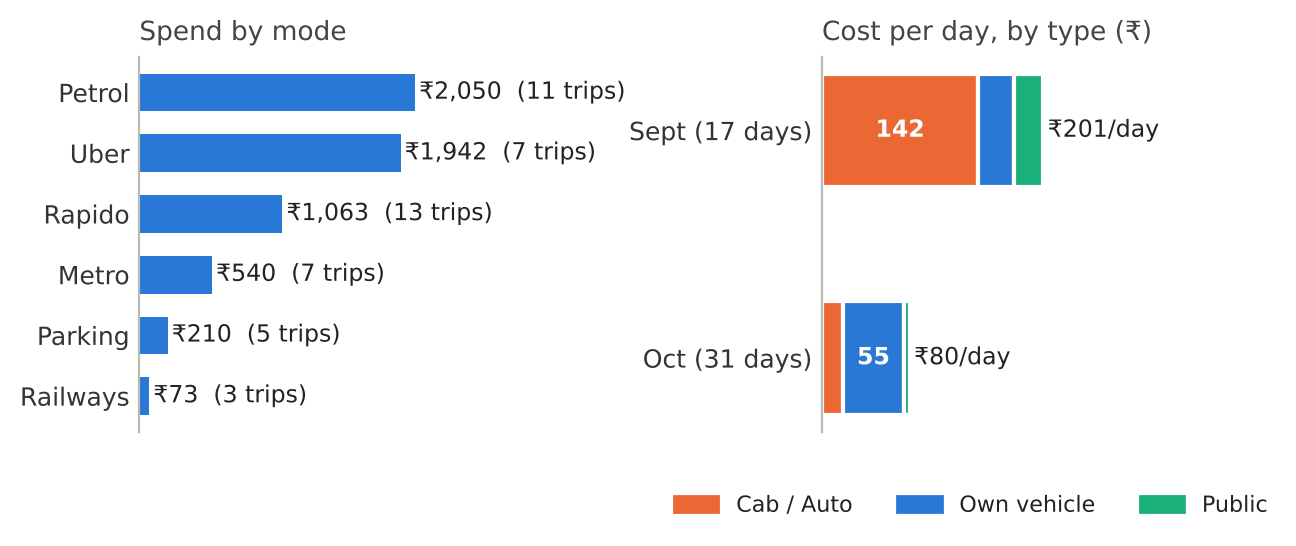 Spend by mode
Petrol ₹2,050 (11 trips)
Uber ₹1,942 (7 trips)
Rapido ₹1,063 (13 trips)
Metro ₹540 (7 trips)
Parking ₹210 (5 trips)
Railways ₹73 (3 trips)
Cost per day, by type (₹)
Sept (17 days) 142 ₹201/day
Oct (31 days) 55 ₹80/day
Cab / Auto Own vehicle Public